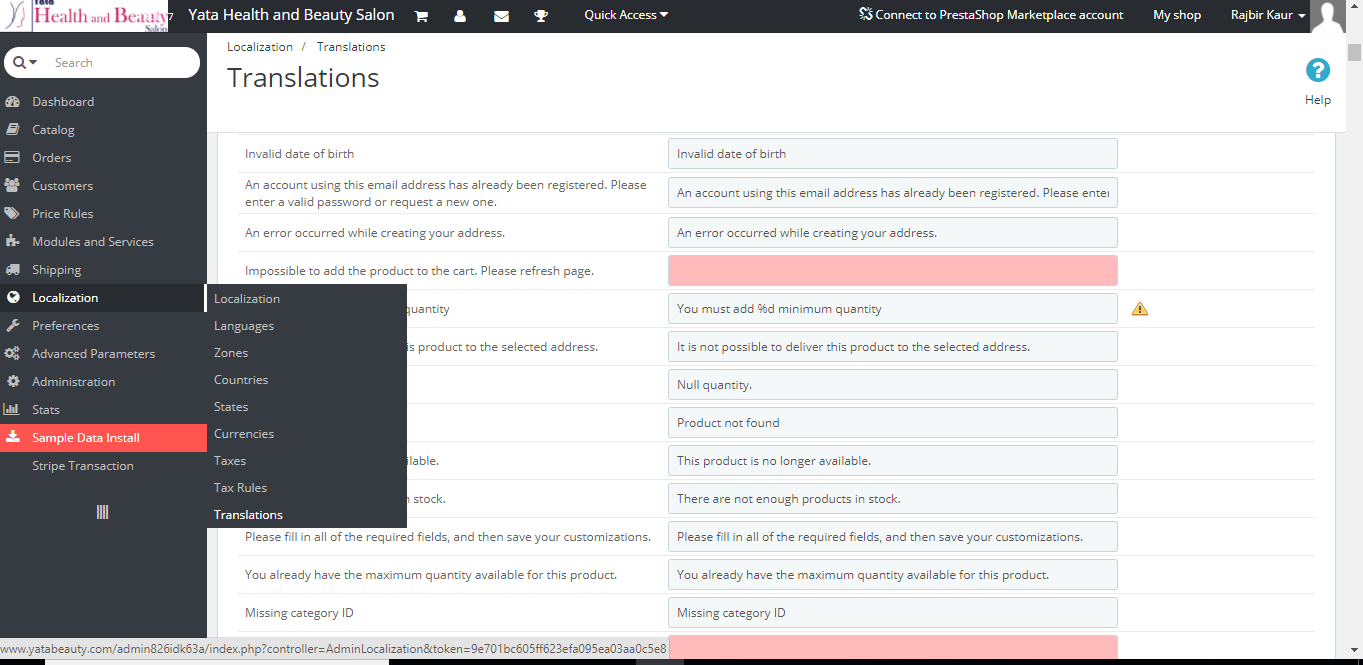 Yata
Health and Beauty
Salon
7 Yata Health and Beauty Salon Quick Access Connect to PrestaShop Marketplace account My shop Rajbir Kaur
Search
Dashboard
Catalog
Orders
Customers
Price Rules
Modules and Services
Shipping
Localization
Preferences
Advanced Parameters
Administration
Stats
Sample Data Install
Stripe Transaction
Localization
Languages
Zones
Countries
States
Currencies
Taxes
Tax Rules
Translations
Localization / Translations
Translations
?
Help
Invalid date of birth Invalid date of birth
An account using this email address has already been registered. Please
enter a valid password or request a new one.
An account using this email address has already been registered. Please enter
An error occurred while creating your address. An error occurred while creating your address.
Impossible to add the product to the cart. Please refresh page.
quantity You must add %d minimum quantity
is product to the selected address. It is not possible to deliver this product to the selected address.
Null quantity.
Product not found
ilable. This product is no longer available.
n stock. There are not enough products in stock.
Please fill in all of the required fields, and then save your customizations. Please fill in all of the required fields, and then save your customizations.
You already have the maximum quantity available for this product. You already have the maximum quantity available for this product.
Missing category ID Missing category ID
www.yatabeauty.com/admin826idk63a/index.php?controller=AdminLocalization&token=9e701bc605ff623efa095ea03aa0c5e8